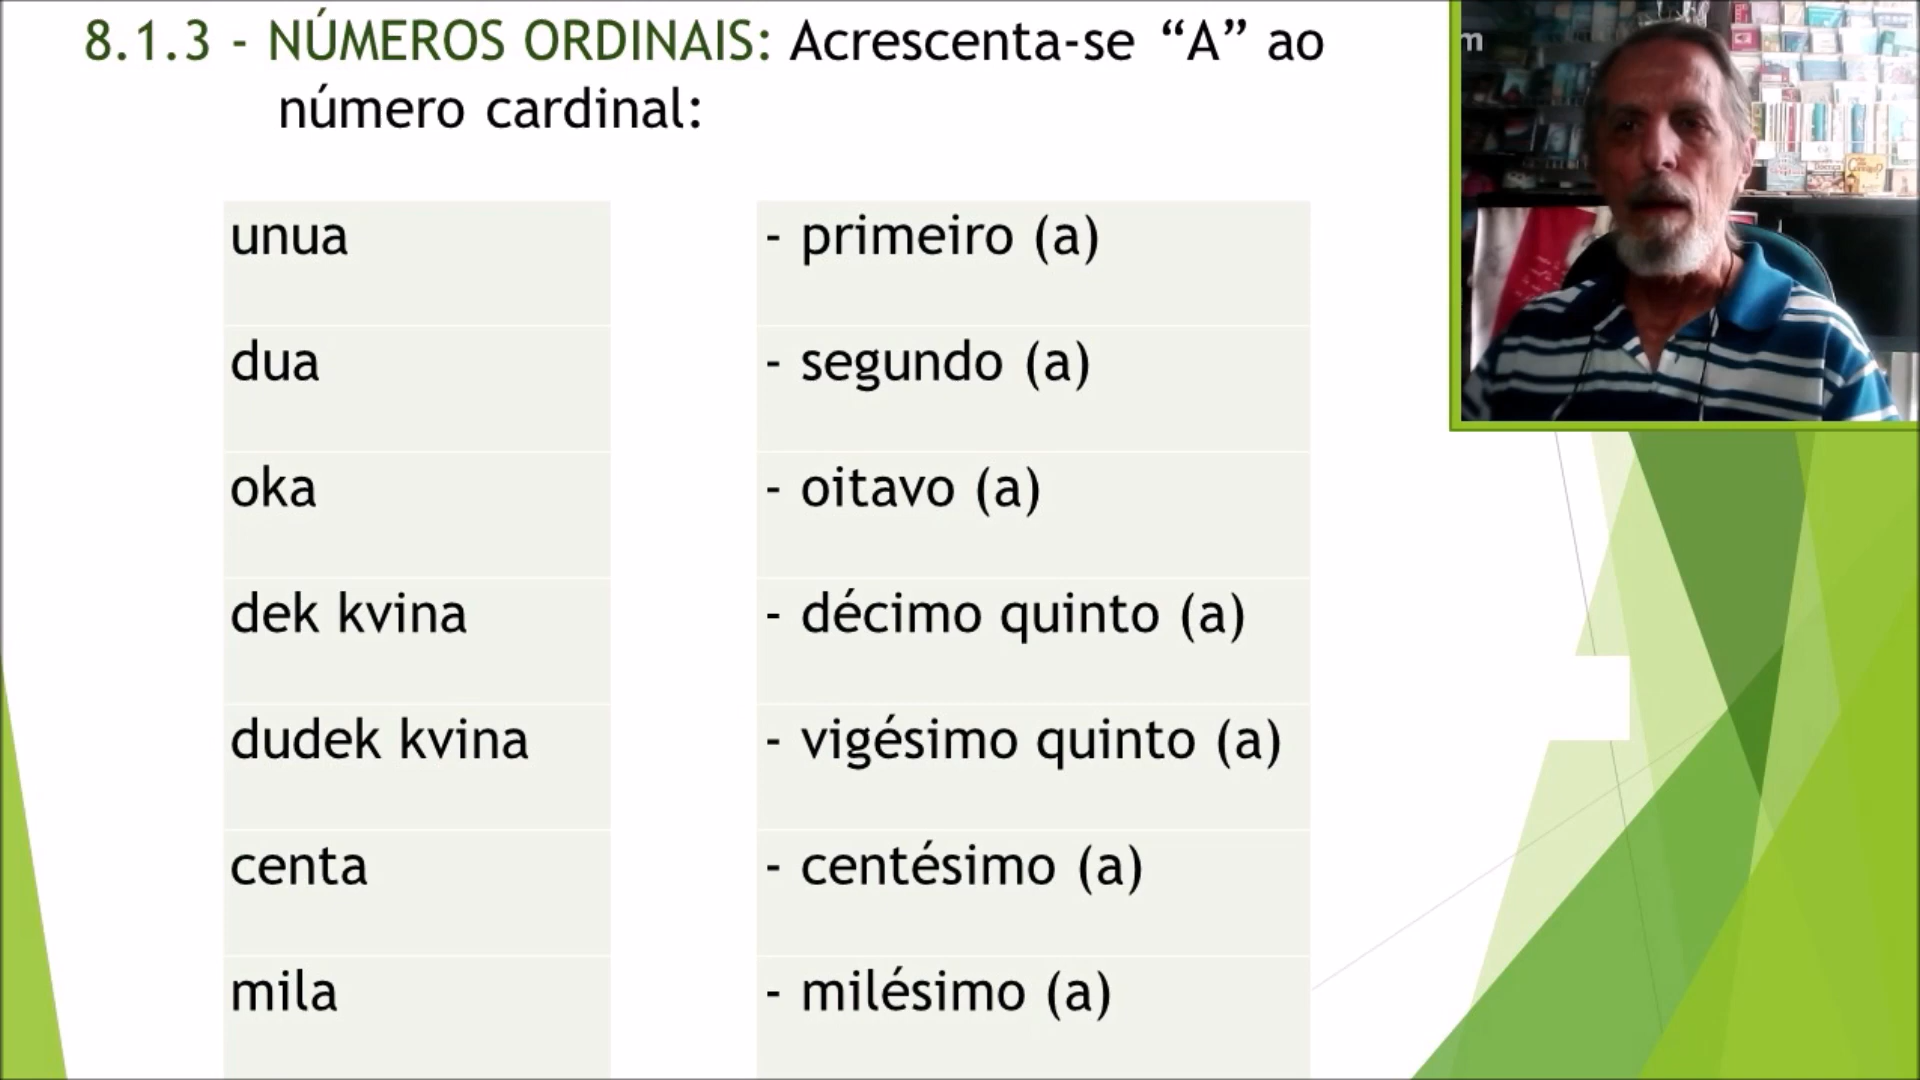 8.1.3 - NÚMEROS ORDINAIS: Acrescenta-se “A” ao
número cardinal:
unua - primeiro (a)
dua - segundo (a)
oka - oitavo (a)
dek kvina - décimo quinto (a)
dudek kvina - vigésimo quinto (a)
centa - centésimo (a)
mila - milésimo (a)
m